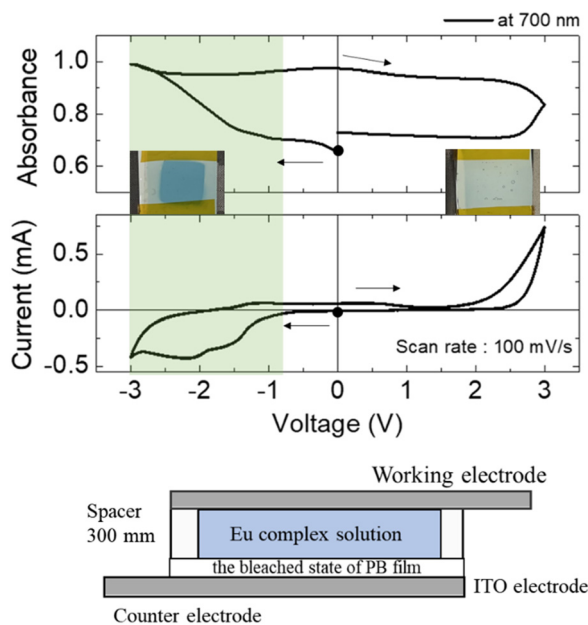 at 700 nm
1.0
0.8
0.6
Absorbance
0.5
0.0
-0.5
Current (mA)
Scan rate : 100 mV/s
-3 -2 -1 0 1 2 3
Voltage (V)
Working electrode
Spacer
300 mm
Eu complex solution
the bleached state of PB film
ITO electrode
Counter electrode